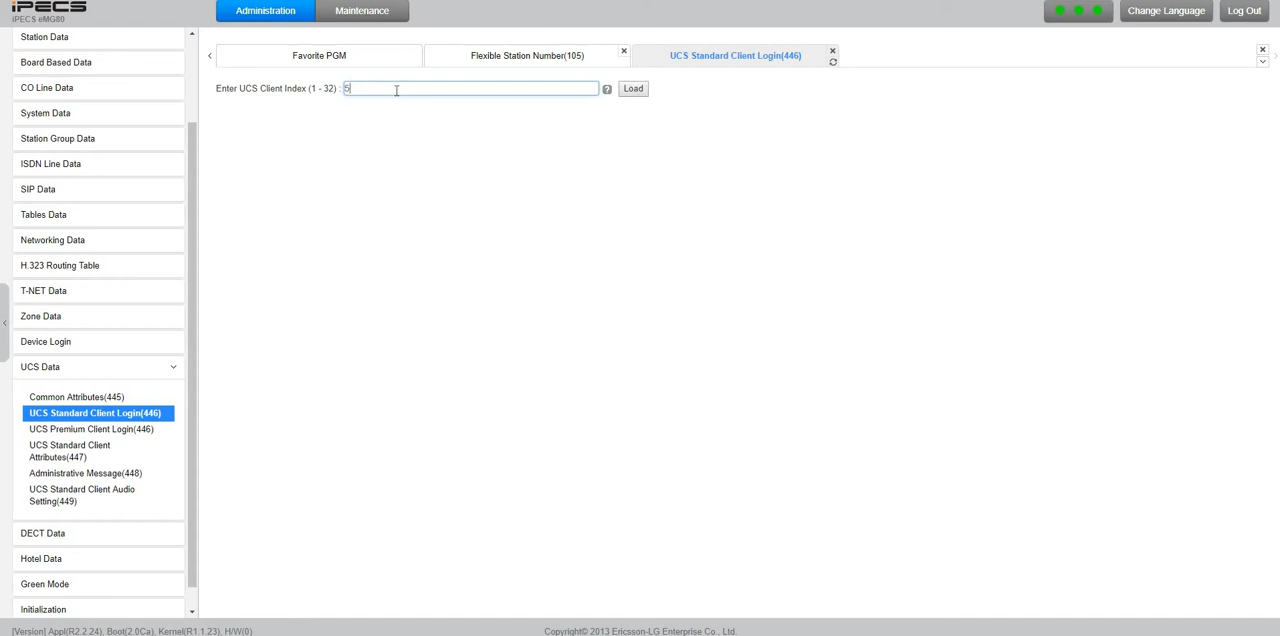 iPECS
iPECS eMG80
Administration
Maintenance
Change Language
Log Out
Station Data
Board Based Data
CO Line Data
System Data
Station Group Data
ISDN Line Data
SIP Data
Tables Data
Networking Data
H.323 Routing Table
T-NET Data
Zone Data
Device Login
UCS Data
Common Attributes(445)
UCS Standard Client Login(446)
UCS Premium Client Login(446)
UCS Standard Client
Attributes(447)
Administrative Message(448)
UCS Standard Client Audio
Setting(449)
DECT Data
Hotel Data
Green Mode
Initialization
Favorite PGM
Flexible Station Number(105)
UCS Standard Client Login(446)
Enter UCS Client Index (1 - 32) : 5
Load
[Version] Appl(R2.2.24), Boot(2.0Ca), Kernel(R1.1.23), H/W(0)
Copyright© 2013 Ericsson-LG Enterprise Co., Ltd.